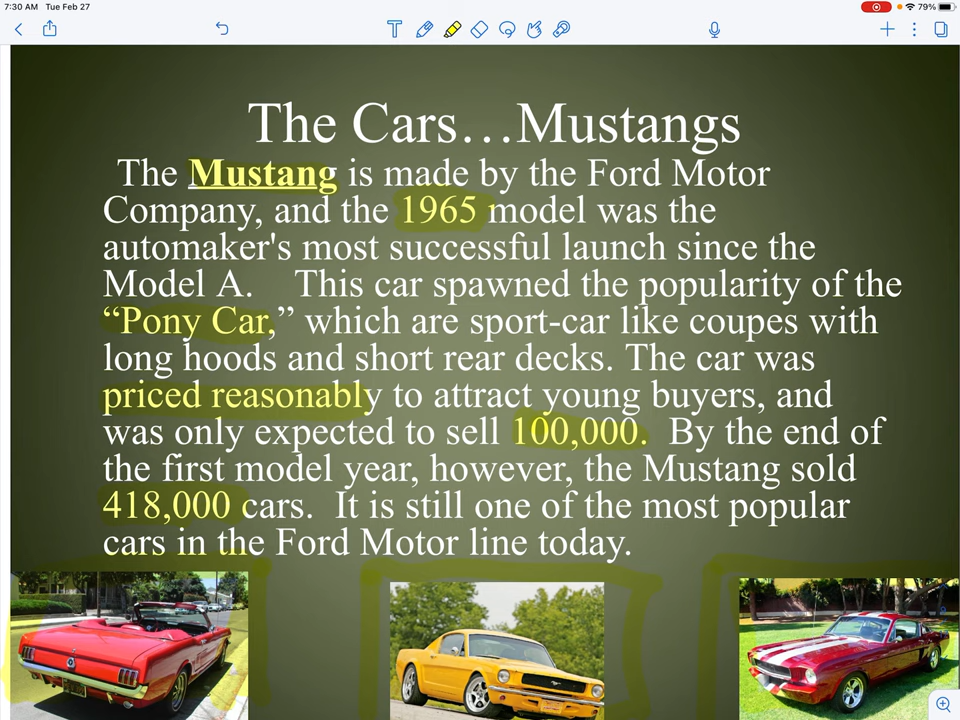 7:30 AM Tue Feb 27
79%
The Cars…Mustangs
The Mustang is made by the Ford Motor
Company, and the 1965 model was the
automaker's most successful launch since the
Model A. This car spawned the popularity of the
“Pony Car,” which are sport-car like coupes with
long hoods and short rear decks. The car was
priced reasonably to attract young buyers, and
was only expected to sell 100,000. By the end of
the first model year, however, the Mustang sold
418,000 cars. It is still one of the most popular
cars in the Ford Motor line today.